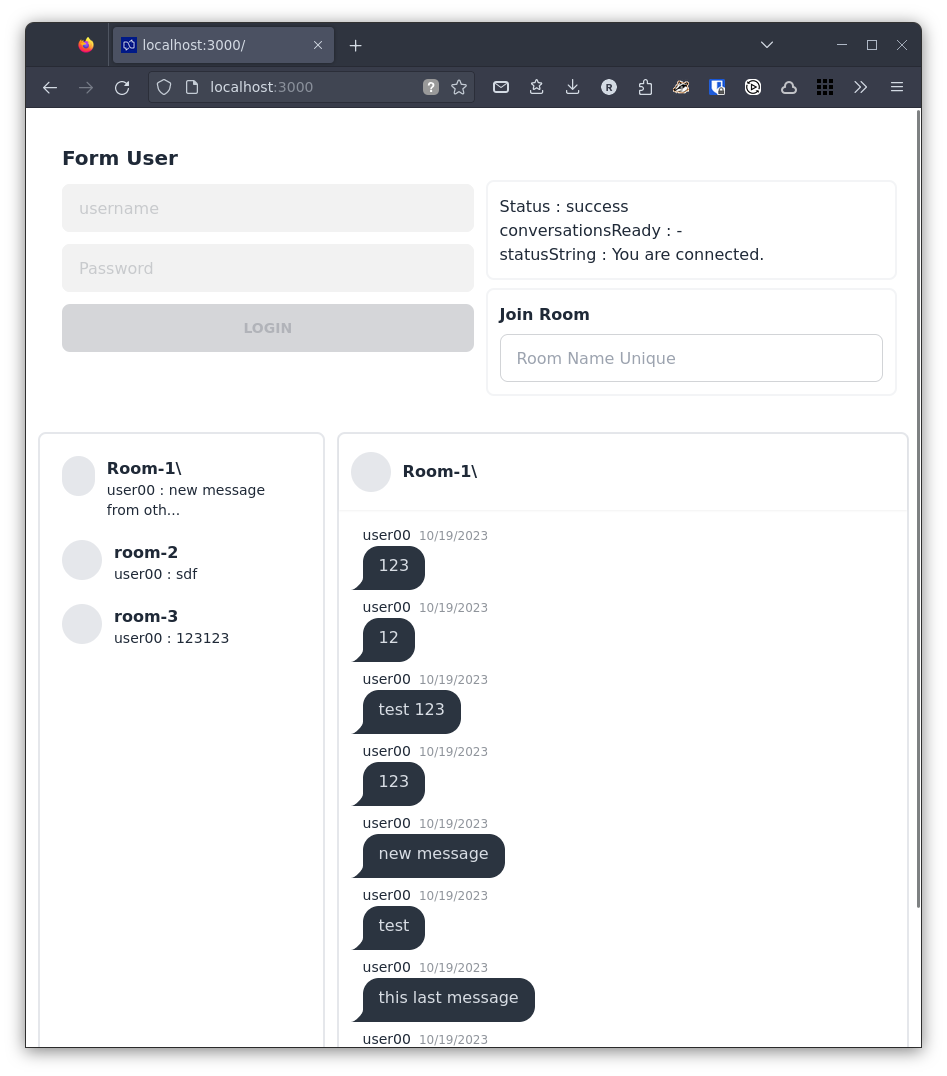 localhost:3000/
localhost:3000
?
R
Form User
username
Password
LOGIN
Status : success
conversationsReady : -
statusString : You are connected.
Join Room
Room Name Unique
Room-1\
user00 : new message
from oth...
room-2
user00 : sdf
room-3
user00 : 123123
Room-1\
user00 10/19/2023
123
user00 10/19/2023
12
user00 10/19/2023
test 123
user00 10/19/2023
123
user00 10/19/2023
new message
user00 10/19/2023
test
user00 10/19/2023
this last message
user00 10/19/2023